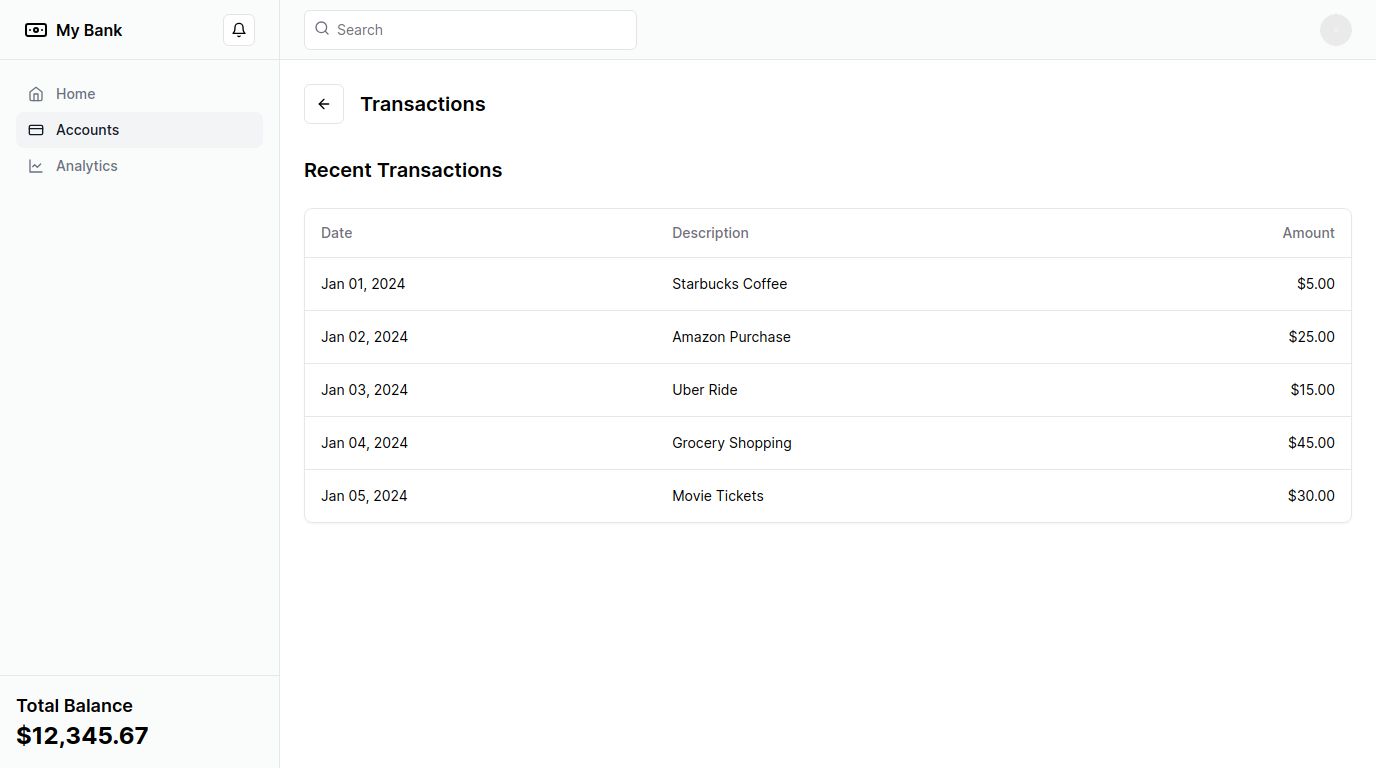 My Bank
Search
Home
Accounts
Analytics
Transactions
Recent Transactions
Date Description Amount
Jan 01, 2024 Starbucks Coffee $5.00
Jan 02, 2024 Amazon Purchase $25.00
Jan 03, 2024 Uber Ride $15.00
Jan 04, 2024 Grocery Shopping $45.00
Jan 05, 2024 Movie Tickets $30.00
Total Balance
$12,345.67